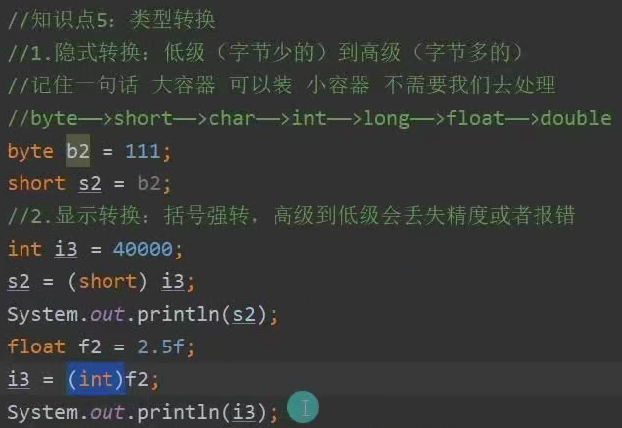 //知识点5: 类型转换
//1.隐式转换: 低级（字节少的）到高级（字节多的）
//记住一句话 大容器 可以装 小容器 不需要我们去处理
//byte——>short——>char——>int——>long——>float——>double
byte b2 = 111;
short s2 = b2;
//2.显示转换: 括号强转, 高级到低级会丢失精度或者报错
int i3 = 40000;
s2 = (short) i3;
System.out.println(s2);
float f2 = 2.5f;
i3 = (int)f2;
System.out.println(i3);